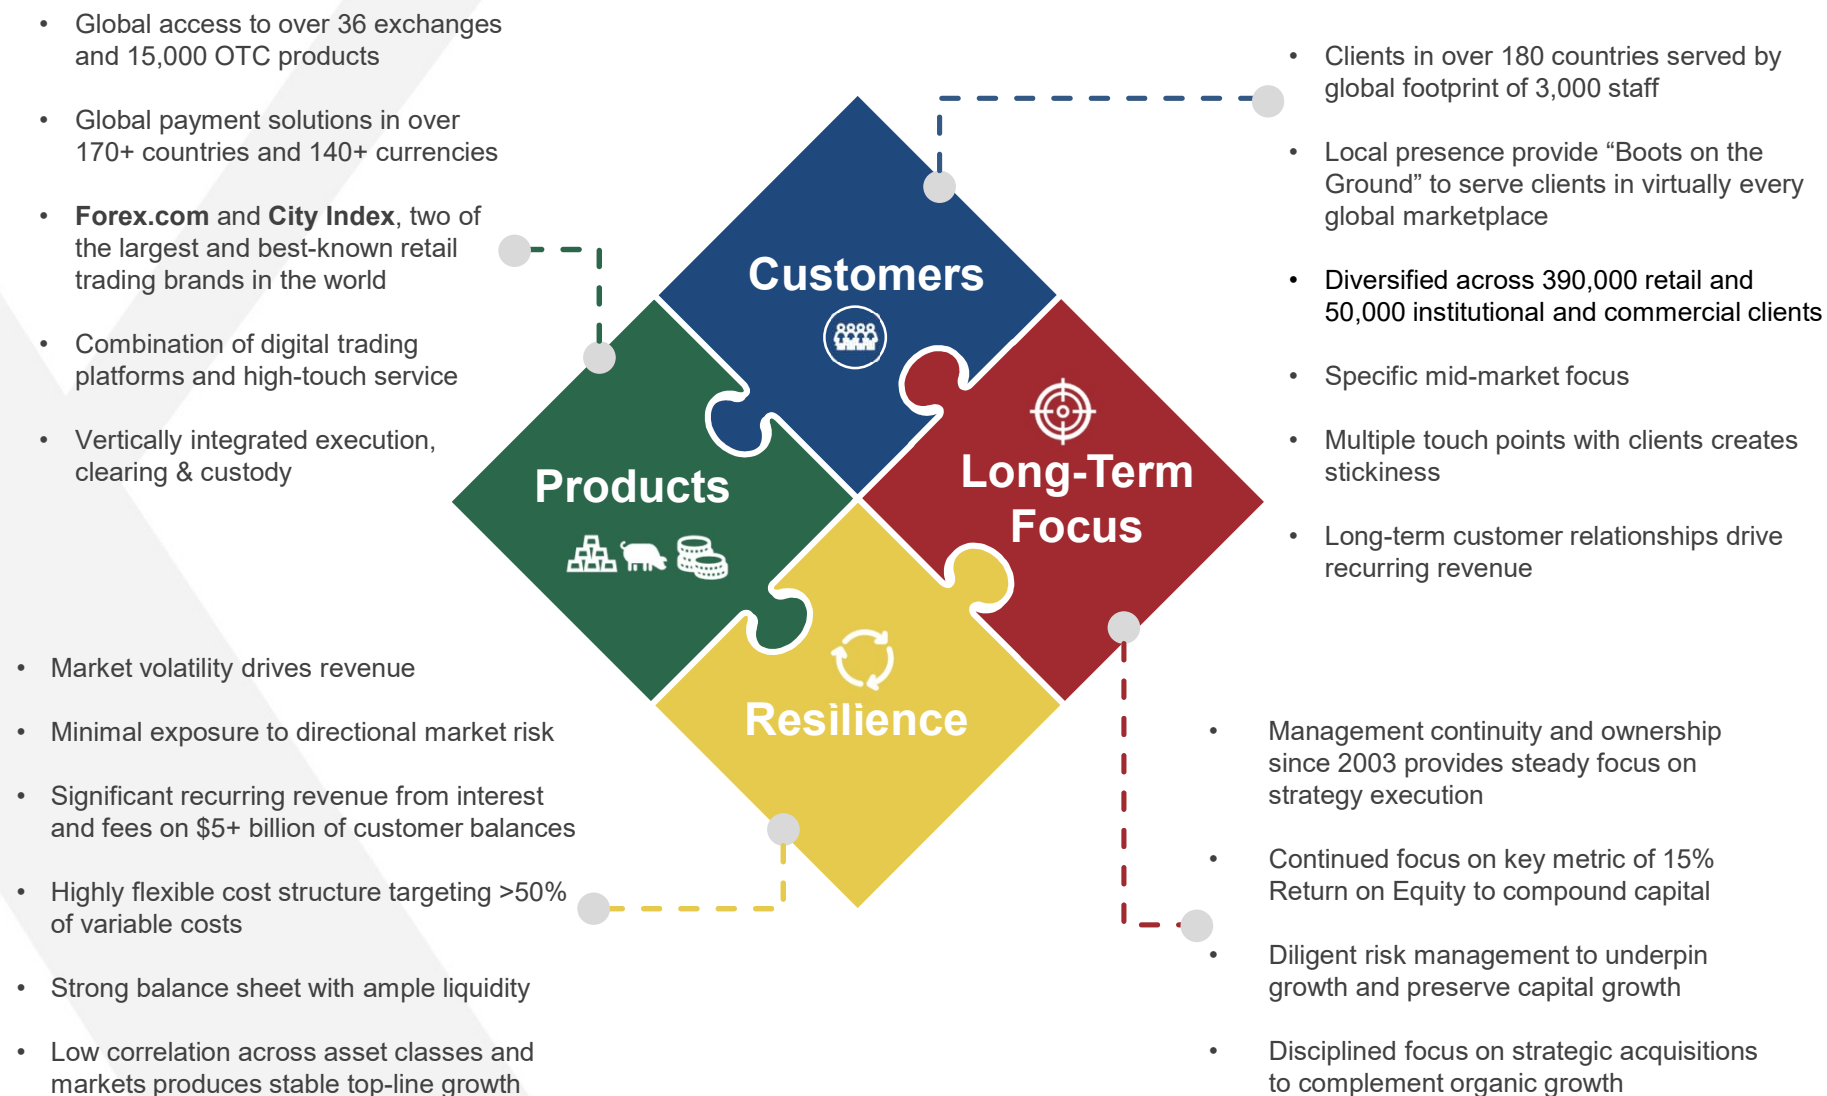 • Global access to over 36 exchanges
and 15,000 OTC products
• Global payment solutions in over
170+ countries and 140+ currencies
• Forex.com and City Index, two of
the largest and best-known retail
trading brands in the world
• Combination of digital trading
platforms and high-touch service
• Vertically integrated execution,
clearing & custody
Customers
Products
Long-Term
Focus
Resilience
• Clients in over 180 countries served by
global footprint of 3,000 staff
• Local presence provide “Boots on the
Ground” to serve clients in virtually every
global marketplace
• Diversified across 390,000 retail and
50,000 institutional and commercial clients
• Specific mid-market focus
• Multiple touch points with clients creates
stickiness
• Long-term customer relationships drive
recurring revenue
• Market volatility drives revenue
• Minimal exposure to directional market risk
• Significant recurring revenue from interest
and fees on $5+ billion of customer balances
• Highly flexible cost structure targeting >50%
of variable costs
• Strong balance sheet with ample liquidity
• Low correlation across asset classes and
markets produces stable top-line growth
• Management continuity and ownership
since 2003 provides steady focus on
strategy execution
• Continued focus on key metric of 15%
Return on Equity to compound capital
• Diligent risk management to underpin
growth and preserve capital growth
• Disciplined focus on strategic acquisitions
to complement organic growth